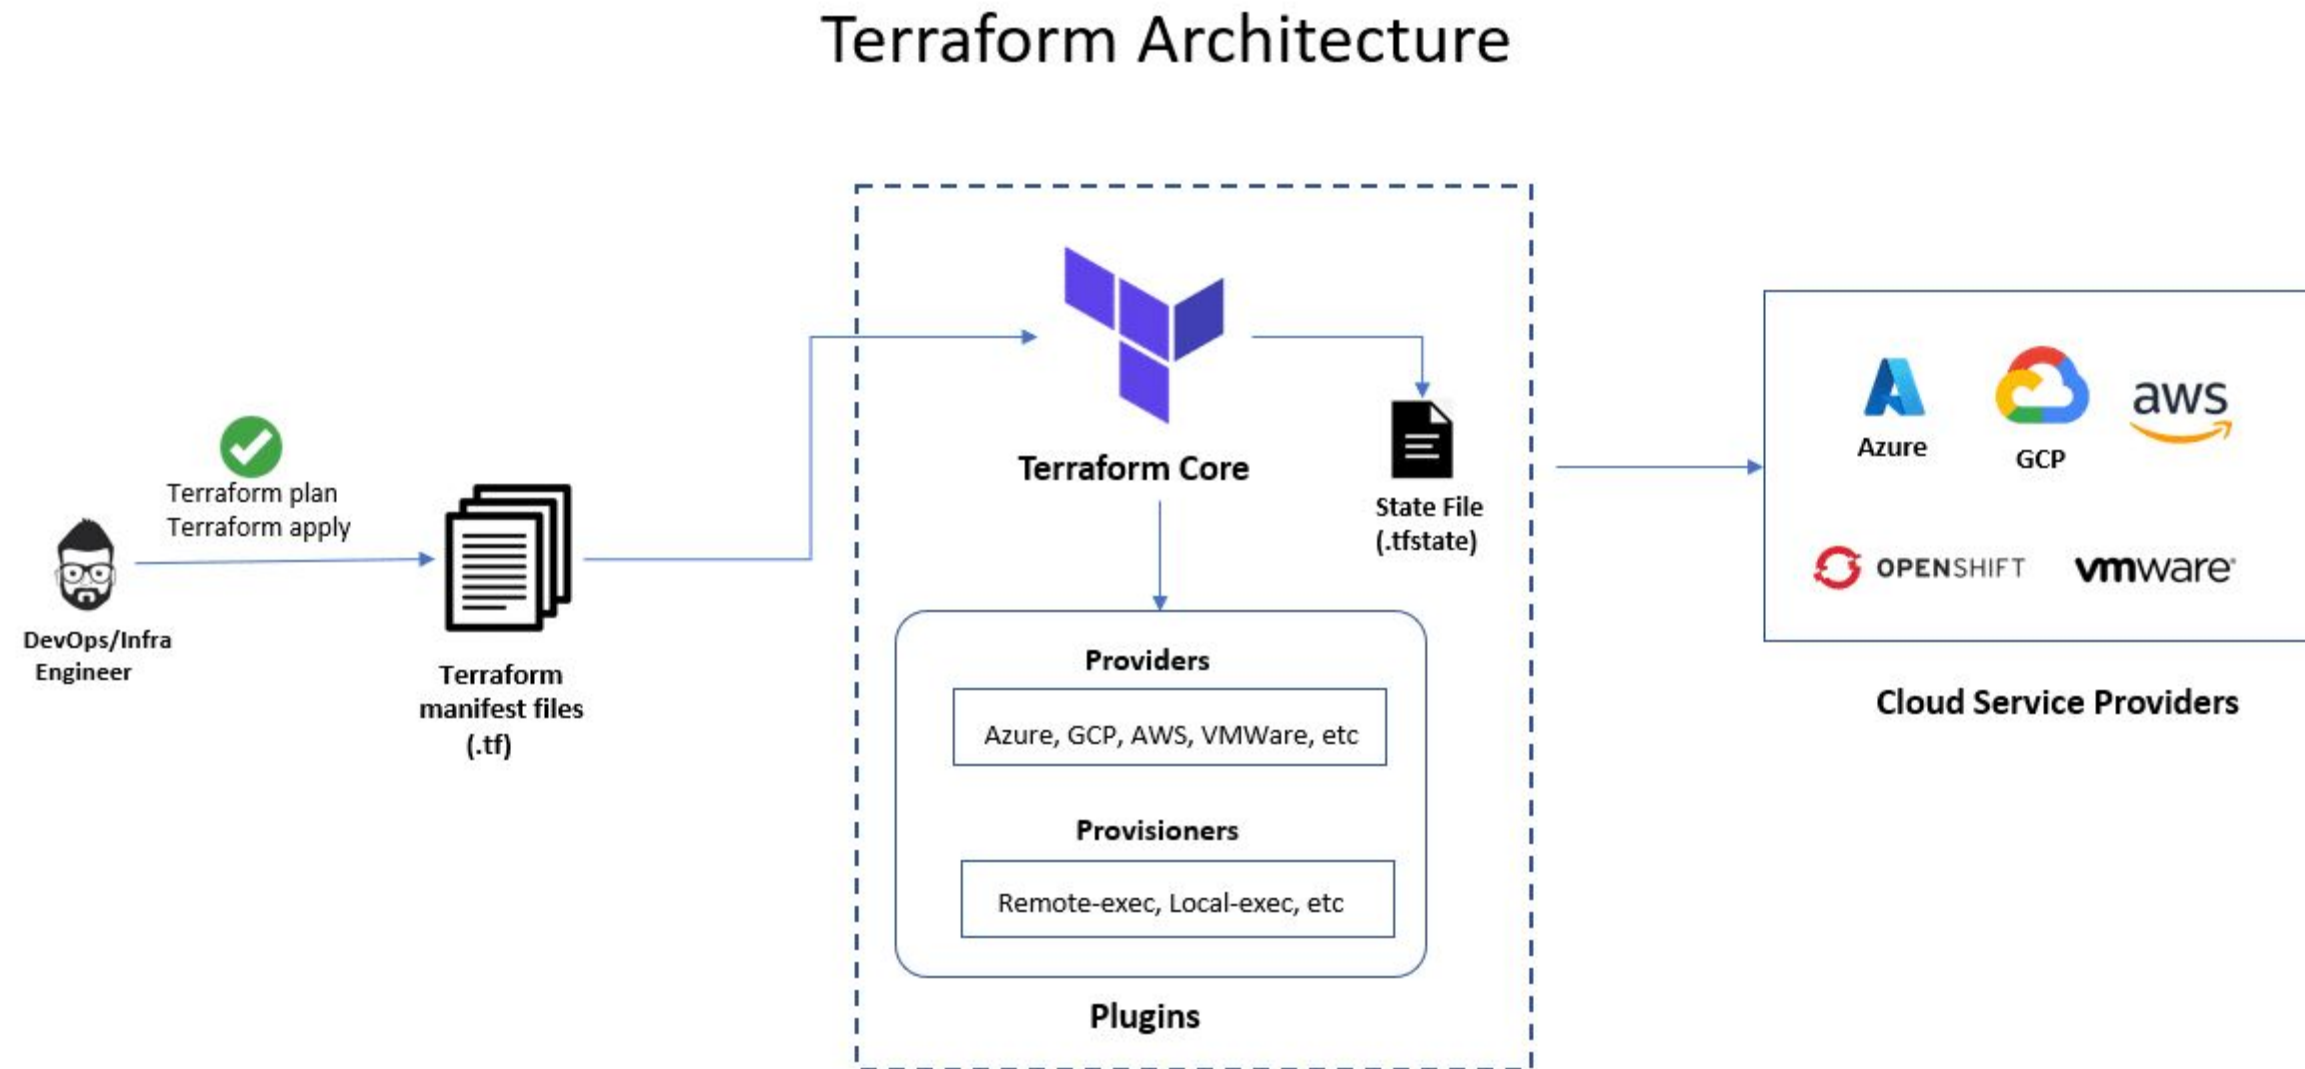 Terraform Architecture
Terraform plan
Terraform apply
DevOps/Infra
Engineer
Terraform
manifest files
(.tf)
Terraform Core
State File
(.tfstate)
Providers
Azure, GCP, AWS, VMWare, etc
Provisioners
Remote-exec, Local-exec, etc
Plugins
Azure
GCP
aws
OPENSHIFT
vmware®
Cloud Service Providers